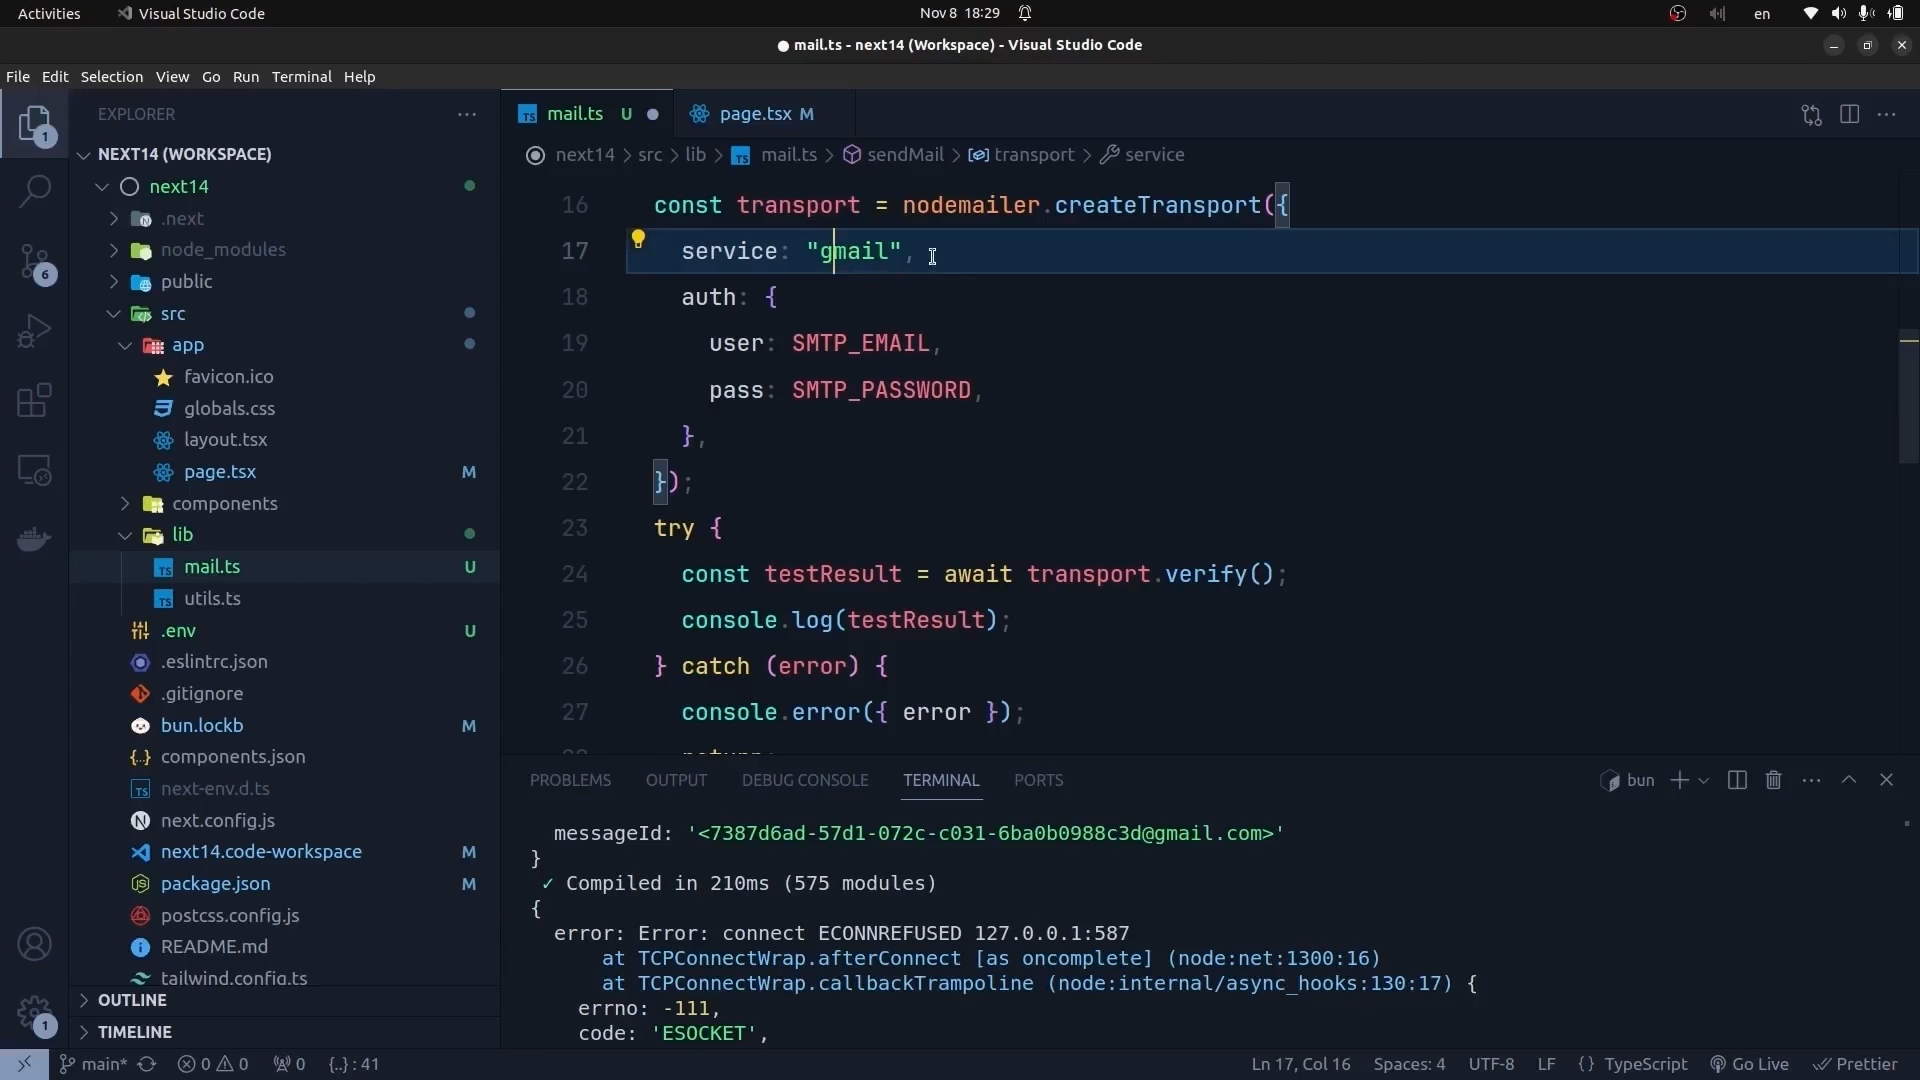 Activities Visual Studio Code Nov 8 18:29 en
mail.ts - next14 (Workspace) - Visual Studio Code
File Edit Selection View Go Run Terminal Help
EXPLORER
NEXT14 (WORKSPACE)
next14
.next
node_modules
public
src
app
favicon.ico
globals.css
layout.tsx
page.tsx M
components
lib
mail.ts U
utils.ts
.env U
.eslintrc.json
.gitignore
bun.lockb M
components.json
next-env.d.ts
next.config.js
next14.code-workspace M
package.json M
postcss.config.js
README.md
tailwind.config.ts
OUTLINE
TIMELINE
1
6
1
mail.ts U page.tsx M
next14 > src > lib > mail.ts > sendMail > transport > service
16 const transport = nodemailer.createTransport({
17 service: "gmail",
18 auth: {
19 user: SMTP_EMAIL,
20 pass: SMTP_PASSWORD,
21 },
22 });
23 try {
24 const testResult = await transport.verify();
25 console.log(testResult);
26 } catch (error) {
27 console.error({ error });
PROBLEMS OUTPUT DEBUG CONSOLE TERMINAL PORTS bun
messageId: '<7387d6ad-57d1-072c-c031-6ba0b0988c3d@gmail.com>'
}
✓ Compiled in 210ms (575 modules)
{
error: Error: connect ECONNREFUSED 127.0.0.1:587
at TCPConnectWrap.afterConnect [as oncomplete] (node:net:1300:16)
at TCPConnectWrap.callbackTrampoline (node:internal/async_hooks:130:17) {
errno: -111,
code: 'ESOCKET',
main* 0 0 0 {..} : 41 Ln 17, Col 16 Spaces: 4 UTF-8 LF {} TypeScript Go Live Prettier